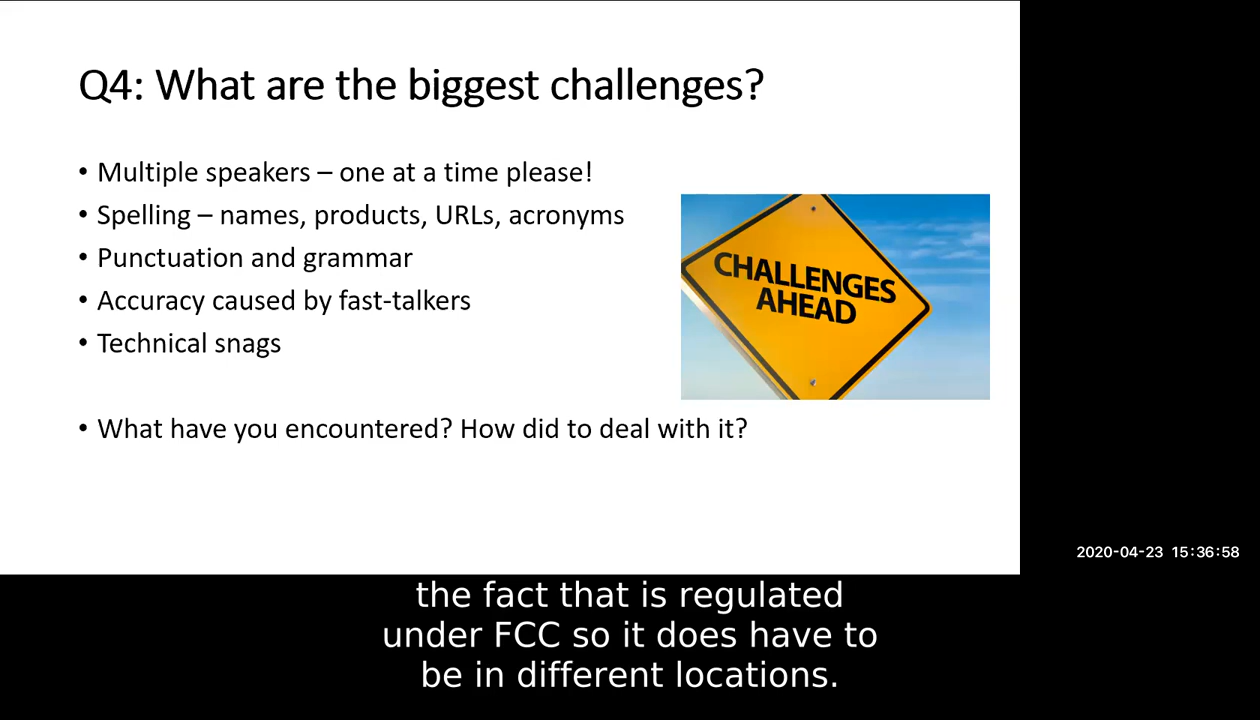 Q4: What are the biggest challenges?
• Multiple speakers – one at a time please!
• Spelling – names, products, URLs, acronyms
• Punctuation and grammar
• Accuracy caused by fast-talkers
• Technical snags
• What have you encountered? How did to deal with it?
CHALLENGES
AHEAD
2020-04-23 15:36:58
the fact that is regulated
under FCC so it does have to
be in different locations.